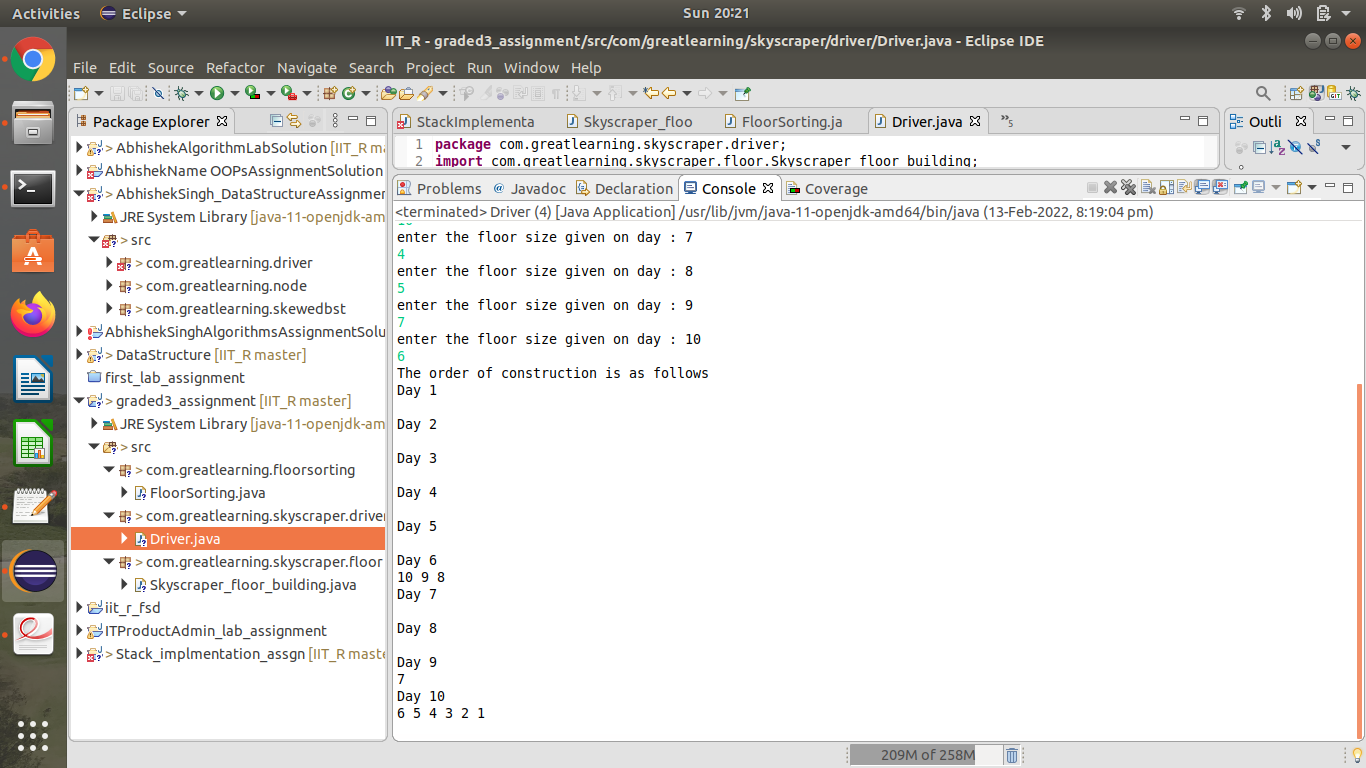 Activities Eclipse Sun 20:21
IIT_R - graded3_assignment/src/com/greatlearning/skyscraper/driver/Driver.java - Eclipse IDE
File Edit Source Refactor Navigate Search Project Run Window Help
Package Explorer
> AbhishekAlgorithmLabSolution [IIT_R ma
AbhishekName OOPsAssignmentSolution
> AbhishekSingh_DataStructureAssignmen
JRE System Library [java-11-openjdk-am
> src
> com.greatlearning.driver
> com.greatlearning.node
> com.greatlearning.skewedbst
AbhishekSinghAlgorithmsAssignmentSolu
> DataStructure [IIT_R master]
first_lab_assignment
> graded3_assignment [IIT_R master]
JRE System Library [java-11-openjdk-am
> src
> com.greatlearning.floorsorting
FloorSorting.java
> com.greatlearning.skyscraper.driver
Driver.java
> com.greatlearning.skyscraper.floor
Skyscraper_floor_building.java
iit_r_fsd
ITProductAdmin_lab_assignment
> Stack_implmentation_assgn [IIT_R maste
StackImplementa Skyscraper_floo FloorSorting.ja Driver.java »5
1 package com.greatlearning.skyscraper.driver;
2 import com.greatlearning.skyscraper.floor.Skyscraper_floor_building;
Outli
Problems @ Javadoc Declaration Console Coverage
<terminated> Driver (4) [Java Application] /usr/lib/jvm/java-11-openjdk-amd64/bin/java (13-Feb-2022, 8:19:04 pm)
enter the floor size given on day : 7
4
enter the floor size given on day : 8
5
enter the floor size given on day : 9
7
enter the floor size given on day : 10
6
The order of construction is as follows
Day 1
Day 2
Day 3
Day 4
Day 5
Day 6
10 9 8
Day 7
Day 8
Day 9
7
Day 10
6 5 4 3 2 1
209M of 258M